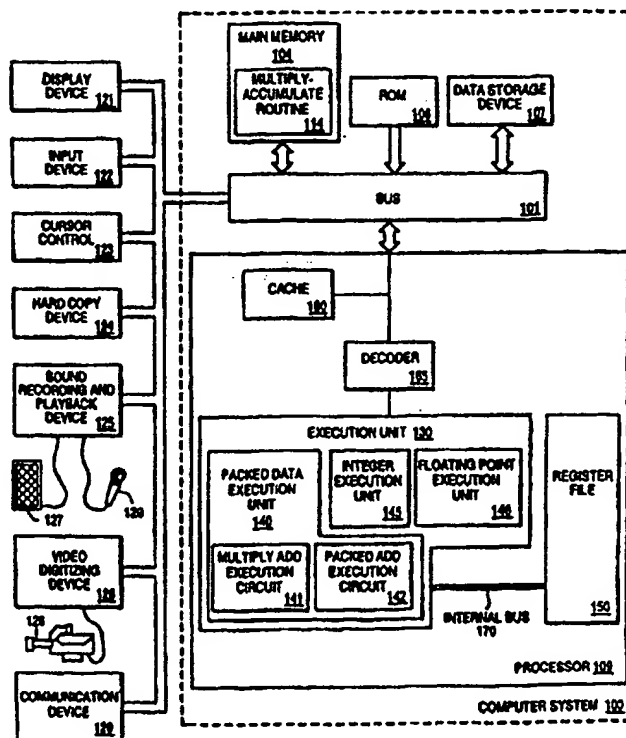 MAIN MEMORY
104
MULTIPLY-
ACCUMULATE
ROUTINE
114
ROM
106
DATA STORAGE
DEVICE
107
DISPLAY
DEVICE
121
INPUT
DEVICE
122
CURSOR
CONTROL
123
HARD COPY
DEVICE
124
SOUND
RECORDING AND
PLAYBACK
DEVICE
125
127
VIDEO
DIGITIZING
DEVICE
126
128
COMMUNICATION
DEVICE
129
BUS
101
CACHE
DECODER
165
EXECUTION UNIT 130
PACKED DATA
EXECUTION
UNIT
140
INTEGER
EXECUTION
UNIT
145
FLOATING POINT
EXECUTION
UNIT
146
MULTIPLY ADD
EXECUTION
CIRCUIT
141
PACKED ADD
EXECUTION
CIRCUIT
142
REGISTER
FILE
150
INTERNAL BUS
170
PROCESSOR 109
COMPUTER SYSTEM 100